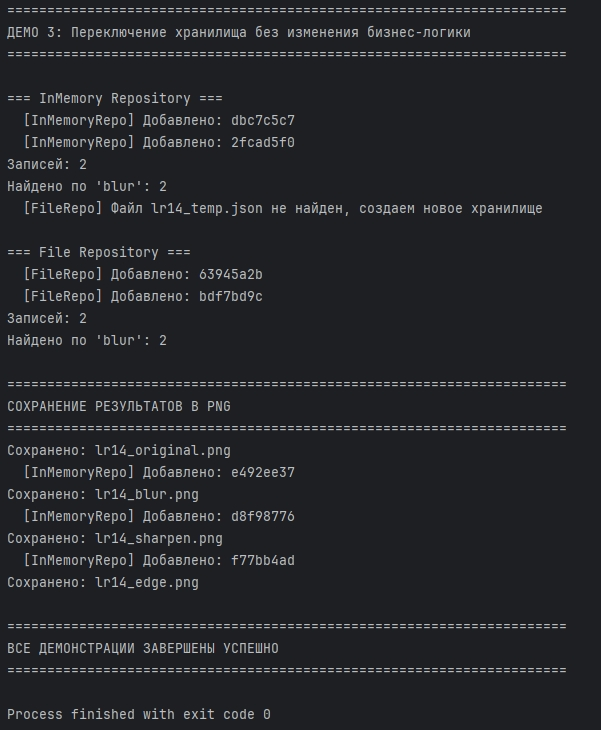 ======================================================================
ДЕМО 3: Переключение хранилища без изменения бизнес-логики
======================================================================
=== InMemory Repository ===
  [InMemoryRepo] Добавлено: dbc7c5c7
  [InMemoryRepo] Добавлено: 2fcad5f0
Записей: 2
Найдено по 'blur': 2
  [FileRepo] Файл lr14_temp.json не найден, создаем новое хранилище
=== File Repository ===
  [FileRepo] Добавлено: 63945a2b
  [FileRepo] Добавлено: bdf7bd9c
Записей: 2
Найдено по 'blur': 2
======================================================================
СОХРАНЕНИЕ РЕЗУЛЬТАТОВ В PNG
======================================================================
Сохранено: lr14_original.png
  [InMemoryRepo] Добавлено: e492ee37
Сохранено: lr14_blur.png
  [InMemoryRepo] Добавлено: d8f98776
Сохранено: lr14_sharpen.png
  [InMemoryRepo] Добавлено: f77bb4ad
Сохранено: lr14_edge.png
======================================================================
ВСЕ ДЕМОНСТРАЦИИ ЗАВЕРШЕНЫ УСПЕШНО
======================================================================
Process finished with exit code 0